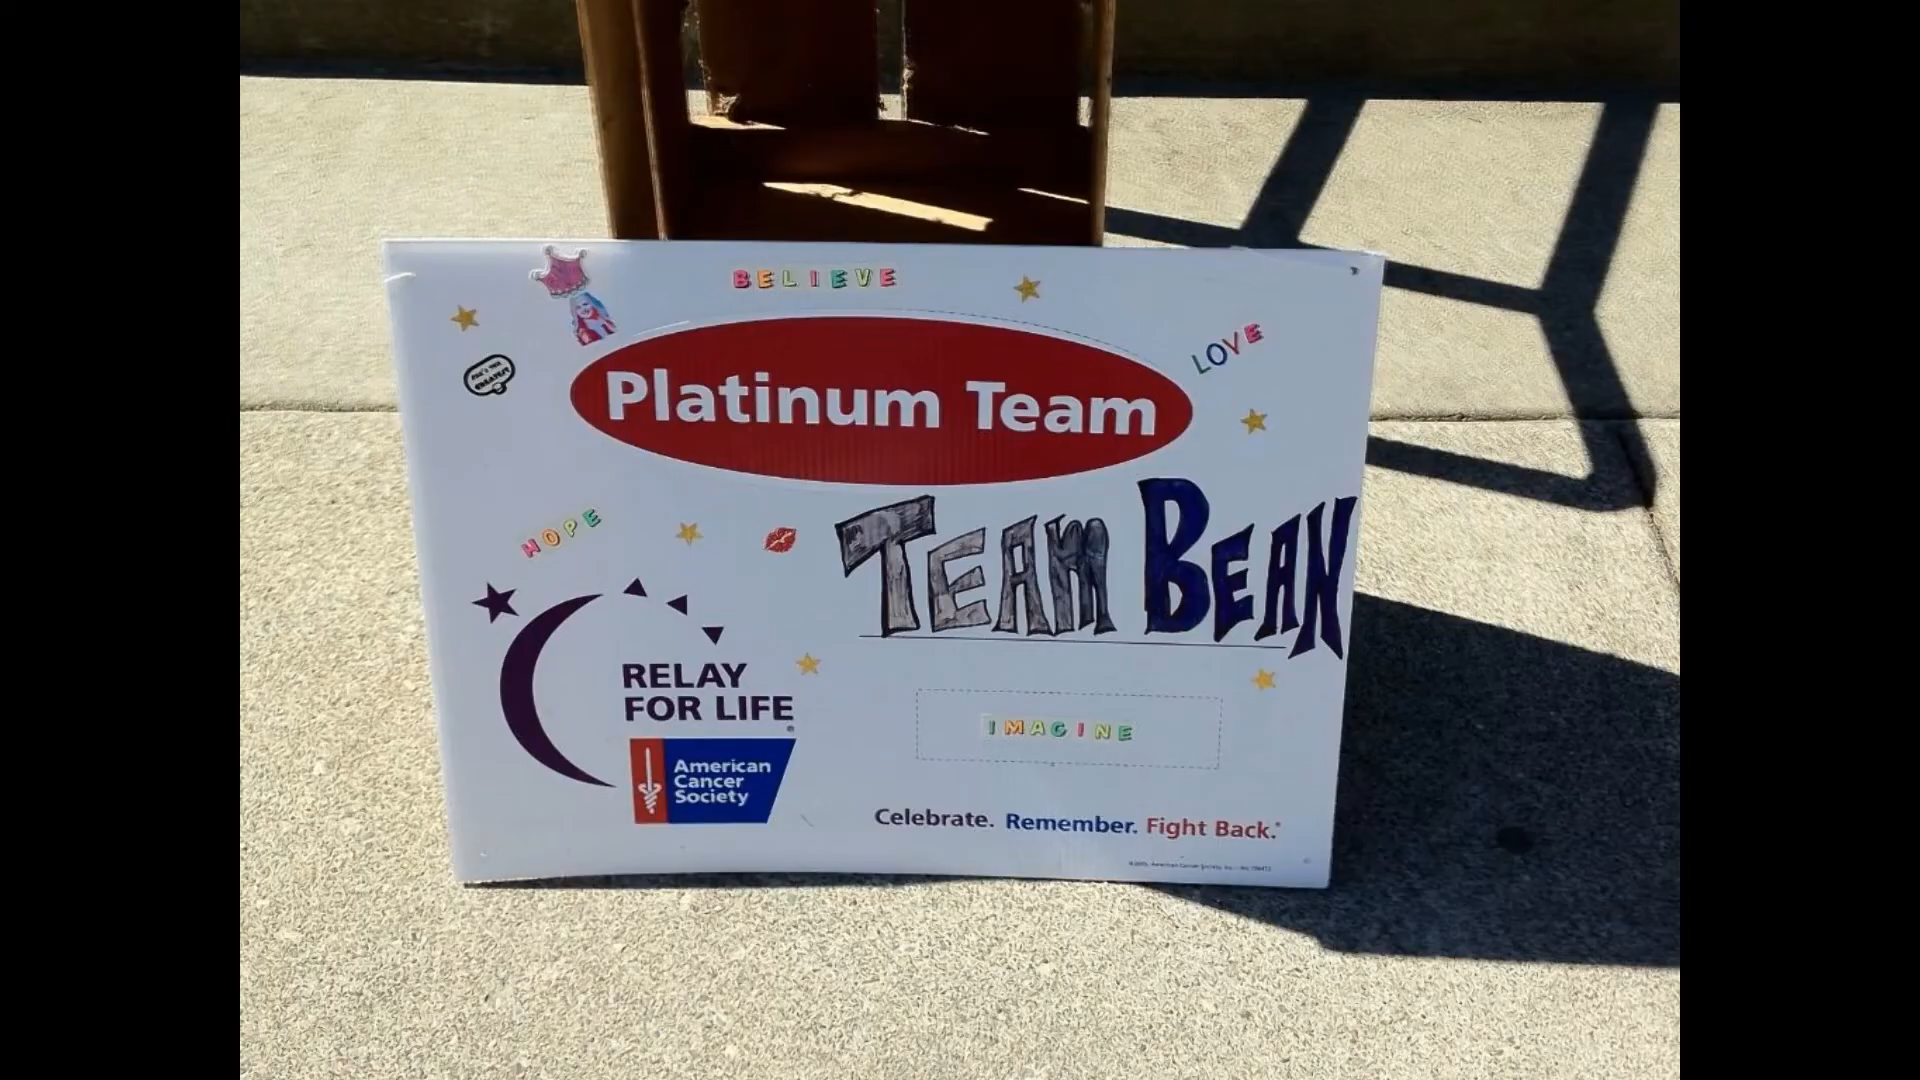 BELIEVE
LOVE
Platinum Team
HOPE
TEAM BEAN
RELAY
FOR LIFE
American
Cancer
Society
IMAGINE
Celebrate. Remember. Fight Back.